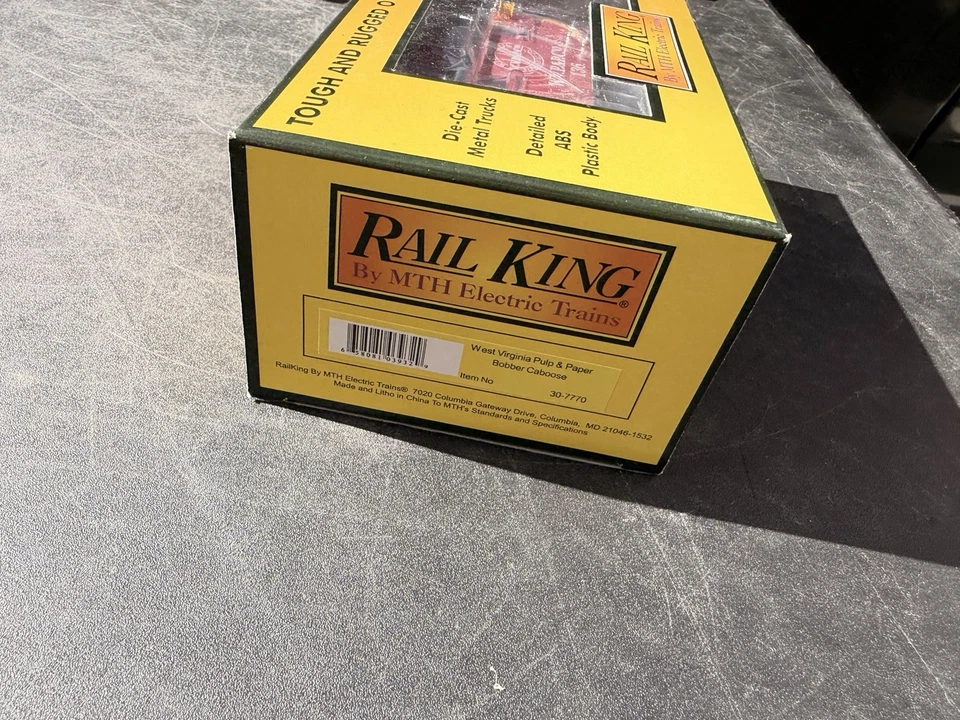 TOUGH AND RUGGED O
Die-Cast
Metal Trucks
Detailed
ABS
Plastic Body
RAIL KING
By MTH Electric Trains
RAIL KING®
By MTH Electric Trains
West Virginia Pulp & Paper
Bobber Caboose
Item No
30-7770
RailKing By MTH Electric Trains® 7020 Columbia Gateway Drive, Columbia, MD 21046-1532
Made and Litho in China To MTH's Standards and Specifications